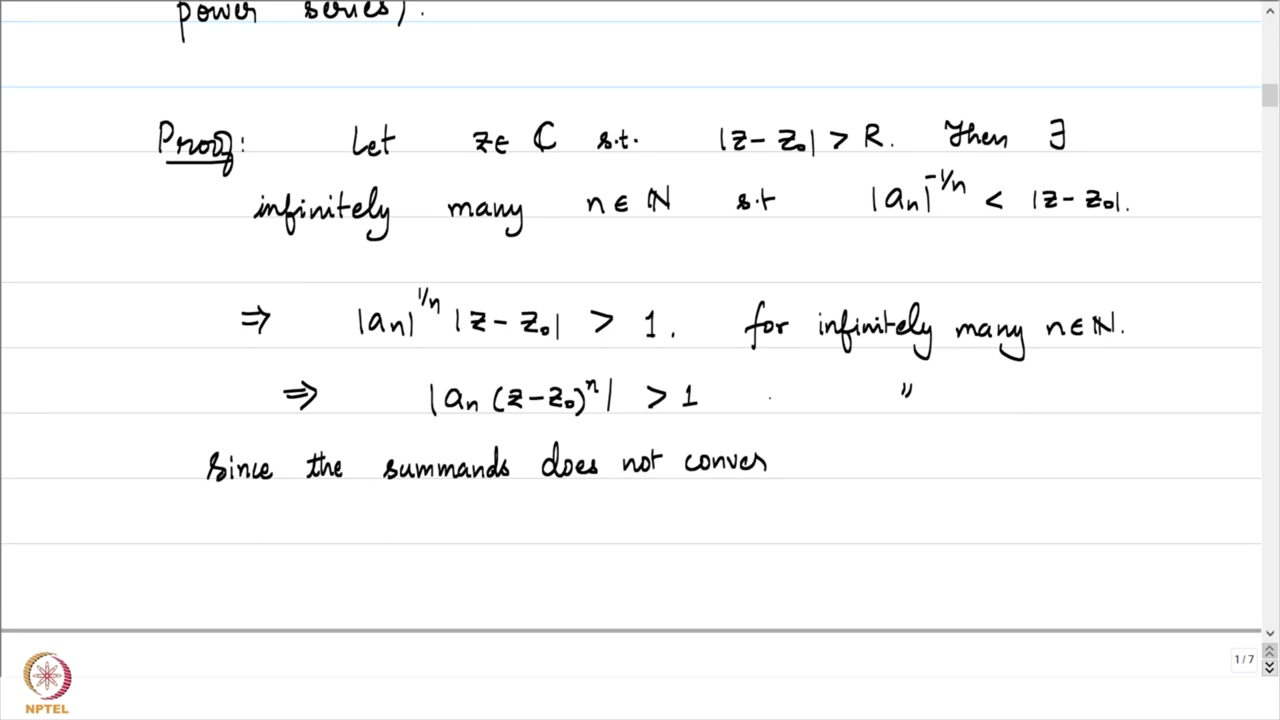 power series).
Proof: Let z ∈ ℂ s.t. |z - z₀| > R. Then ∃
infinitely many n ∈ ℕ s.t |aₙ|^{-1/n} < |z - z₀|.
⇒ |aₙ|^{1/n} |z - z₀| > 1. for infinitely many n ∈ ℕ.
⇒ |aₙ (z - z₀)ⁿ| > 1 "
Since the summands does not conver
1/7
NPTEL